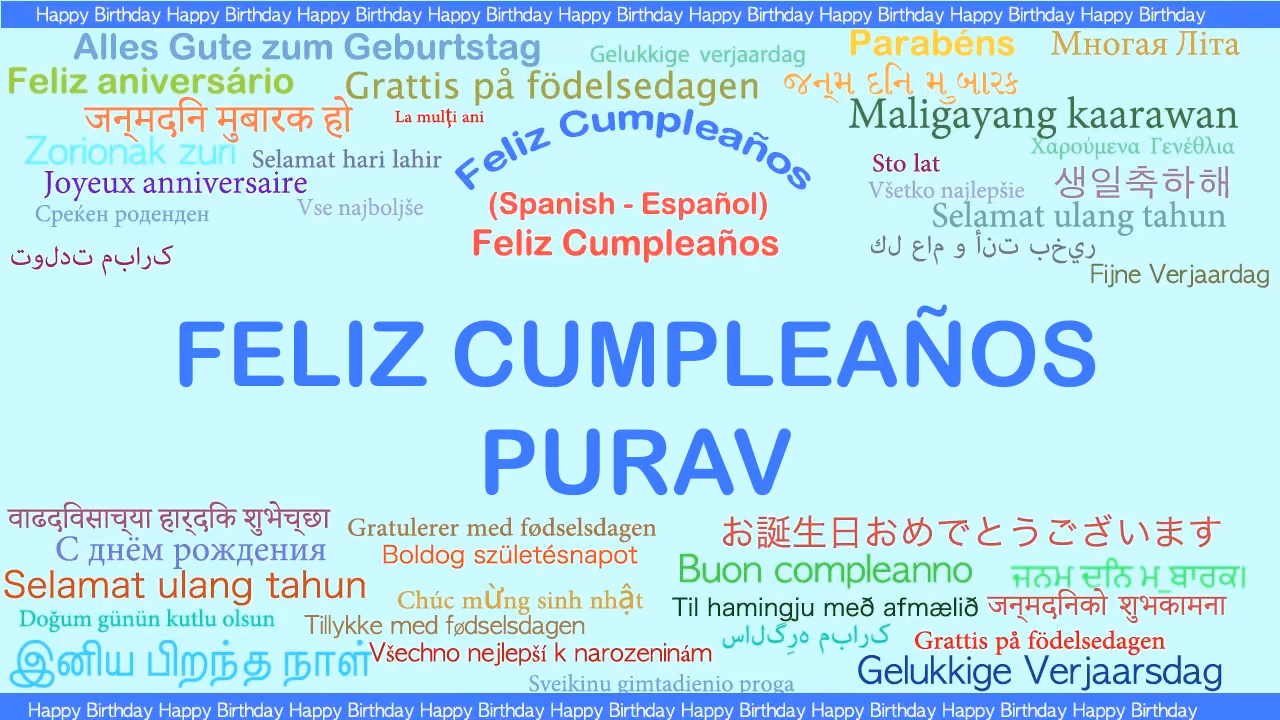 Happy Birthday Happy Birthday Happy Birthday Happy Birthday Happy Birthday Happy Birthday Happy Birthday Happy Birthday Happy Birthday
Alles Gute zum Geburtstag
Gelukkige verjaardag
Parabéns
Многая Літа
Feliz aniversário
Grattis på födelsedagen
જન્મ દિન મુબારક
जन्मदिन मुबारक हो
La mulţi ani
Feliz Cumpleaños
Maligayang kaarawan
Zorionak zuri
Selamat hari lahir
Sto lat
Χαρούμενα Γενέθλια
Joyeux anniversaire
(Spanish - Español)
Všetko najlepšie
생일축하해
Срeќен роденден
Vse najboljše
Feliz Cumpleaños
Selamat ulang tahun
تولدت مبارک
كل عام و أنت بخير
Fijne Verjaardag
FELIZ CUMPLEAÑOS
PURAV
वाढदिवसाच्या हार्दिक शुभेच्छा
Gratulerer med fødselsdagen
お誕生日おめでとうございます
С днём рождения
Boldog születésnapot
Buon compleanno
ਜਨਮ ਦਿਨ ਮੁਬਾਰਕ।
Selamat ulang tahun
Chúc mừng sinh nhật
Til hamingju með afmælið
जन्मदिनको शुभकामना
Doğum günün kutlu olsun
Tillykke med fødselsdagen
سالگرہ مبارک
Grattis på födelsedagen
இனிய பிறந்த நாள்
Všechno nejlepší k narozeninám
Gelukkige Verjaarsdag
Sveikinu gimtadienio proga
Happy Birthday Happy Birthday Happy Birthday Happy Birthday Happy Birthday Happy Birthday Happy Birthday Happy Birthday Happy Birthday